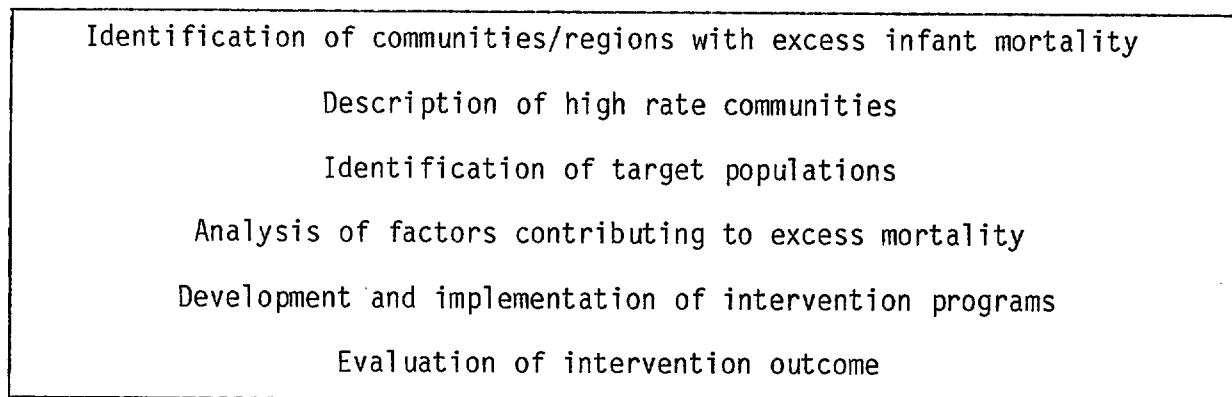 Identification of communities/regions with excess infant mortality
Description of high rate communities
Identification of target populations
Analysis of factors contributing to excess mortality
Development and implementation of intervention programs
Evaluation of intervention outcome